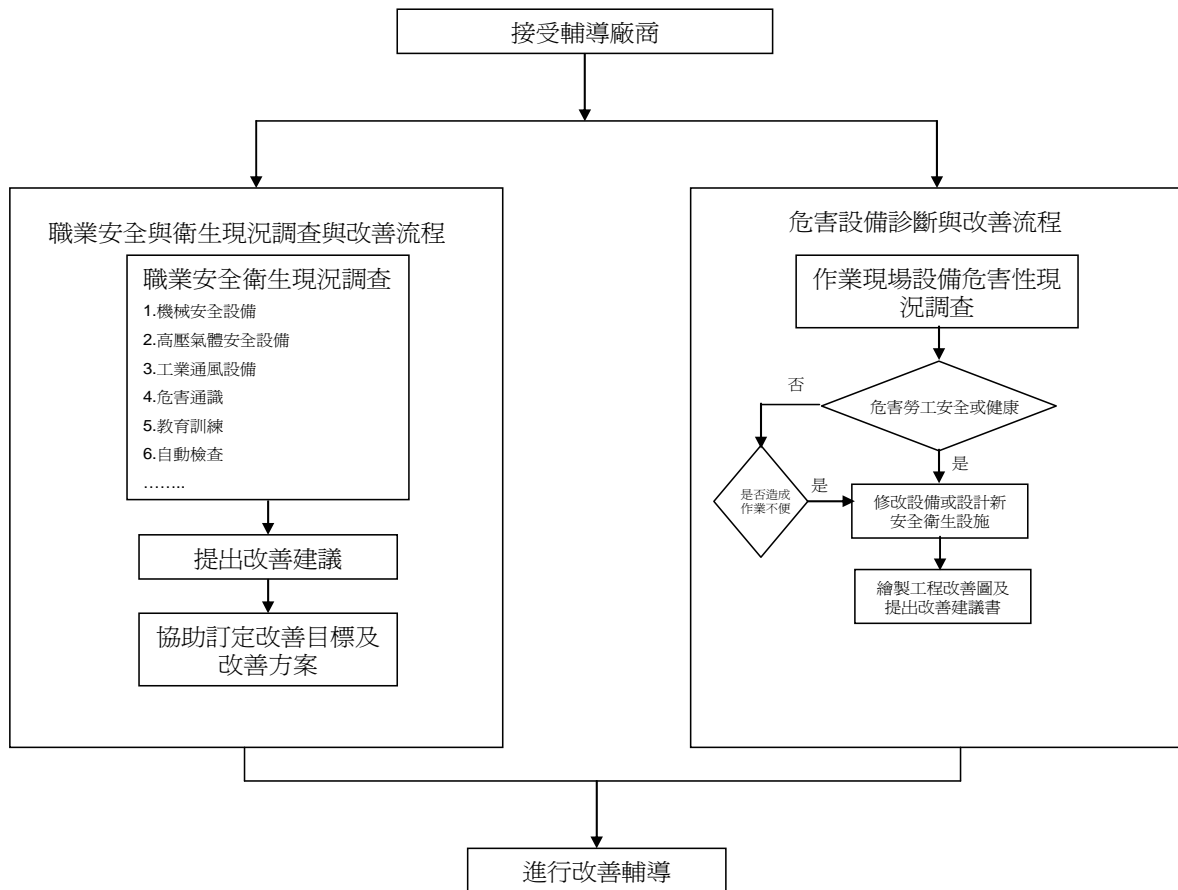 接受輔導廠商
職業安全與衛生現況調查與改善流程
職業安全衛生現況調查
1.機械安全設備
2.高壓氣體安全設備
3.工業通風設備
4.危害通識
5.教育訓練
6.自動檢查
……..
提出改善建議
協助訂定改善目標及
改善方案
危害設備診斷與改善流程
作業現場設備危害性現
況調查
否
危害勞工安全或健康
是
是否造成
作業不便
是
修改設備或設計新
安全衛生設施
繪製工程改善圖及
提出改善建議書
進行改善輔導